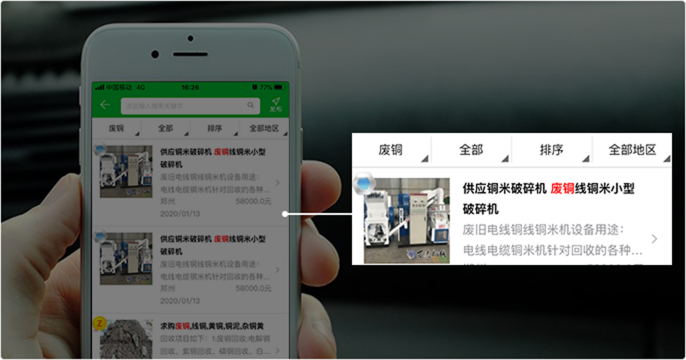 中国移动 4G 16:26 77%
发布
废铜 全部 排序 全部地区
供应铜米破碎机 废铜线铜米小型
破碎机
废旧电线铜线铜米机设备用途:
电线电缆铜米机针对回收的各种...
郑州 58000.0元
2020/01/13
供应铜米破碎机 废铜线铜米小型
破碎机
废旧电线铜线铜米机设备用途:
电线电缆铜米机针对回收的各种...
郑州 58000.0元
2020/01/13
Z
求购废铜,线铜,黄铜,铜泥,杂铜黄
回收项目如下:1.废铜回收:电解铜
回收、紫铜回收、磷铜回收、白...
废铜 全部 排序 全部地区
供应铜米破碎机 废铜线铜米小型
破碎机
废旧电线铜线铜米机设备用途:
电线电缆铜米机针对回收的各种...